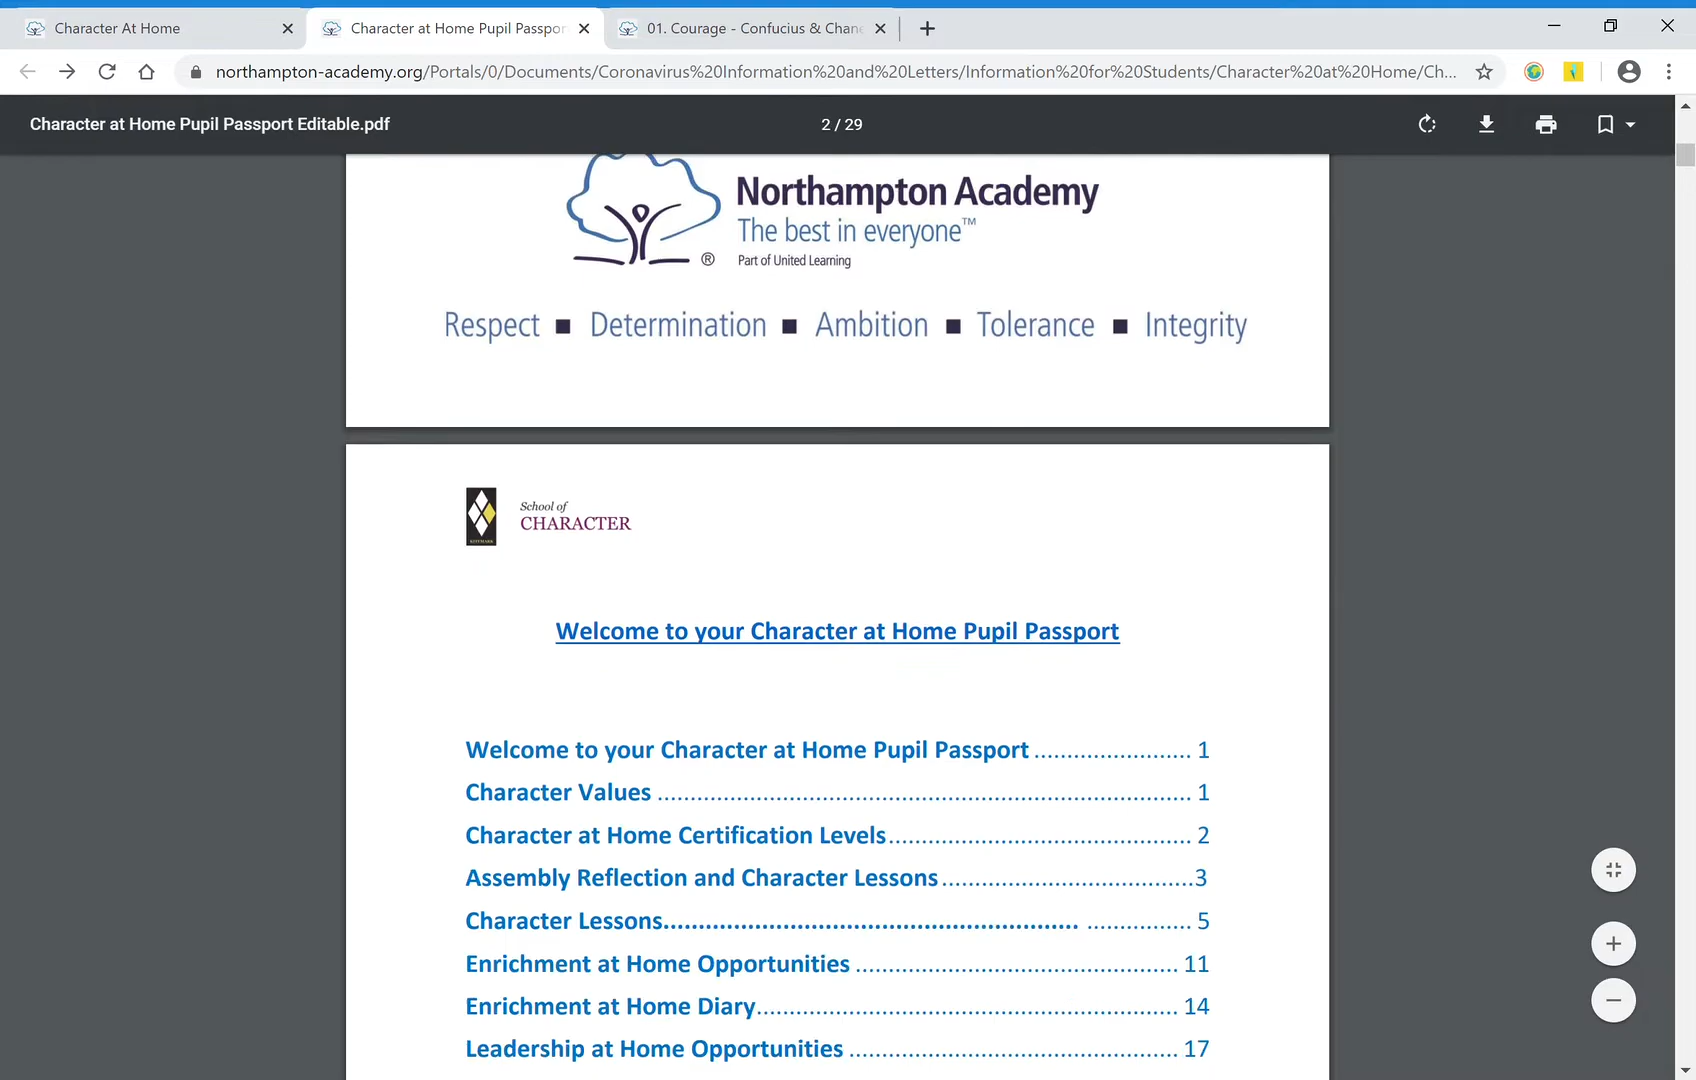 Character At Home
Character at Home Pupil Passpor
01. Courage - Confucius & Chan
northampton-academy.org/Portals/0/Documents/Coronavirus%20Information%20and%20Letters/Information%20for%20Students/Character%20at%20Home/Ch...
Character at Home Pupil Passport Editable.pdf
2 / 29
Northampton Academy
The best in everyone™
® Part of United Learning
Respect ■ Determination ■ Ambition ■ Tolerance ■ Integrity
School of
CHARACTER
Welcome to your Character at Home Pupil Passport
Welcome to your Character at Home Pupil Passport ........................ 1
Character Values ................................................................................. 1
Character at Home Certification Levels.............................................. 2
Assembly Reflection and Character Lessons......................................3
Character Lessons........................................................... ................ 5
Enrichment at Home Opportunities ................................................. 11
Enrichment at Home Diary................................................................ 14
Leadership at Home Opportunities .................................................. 17